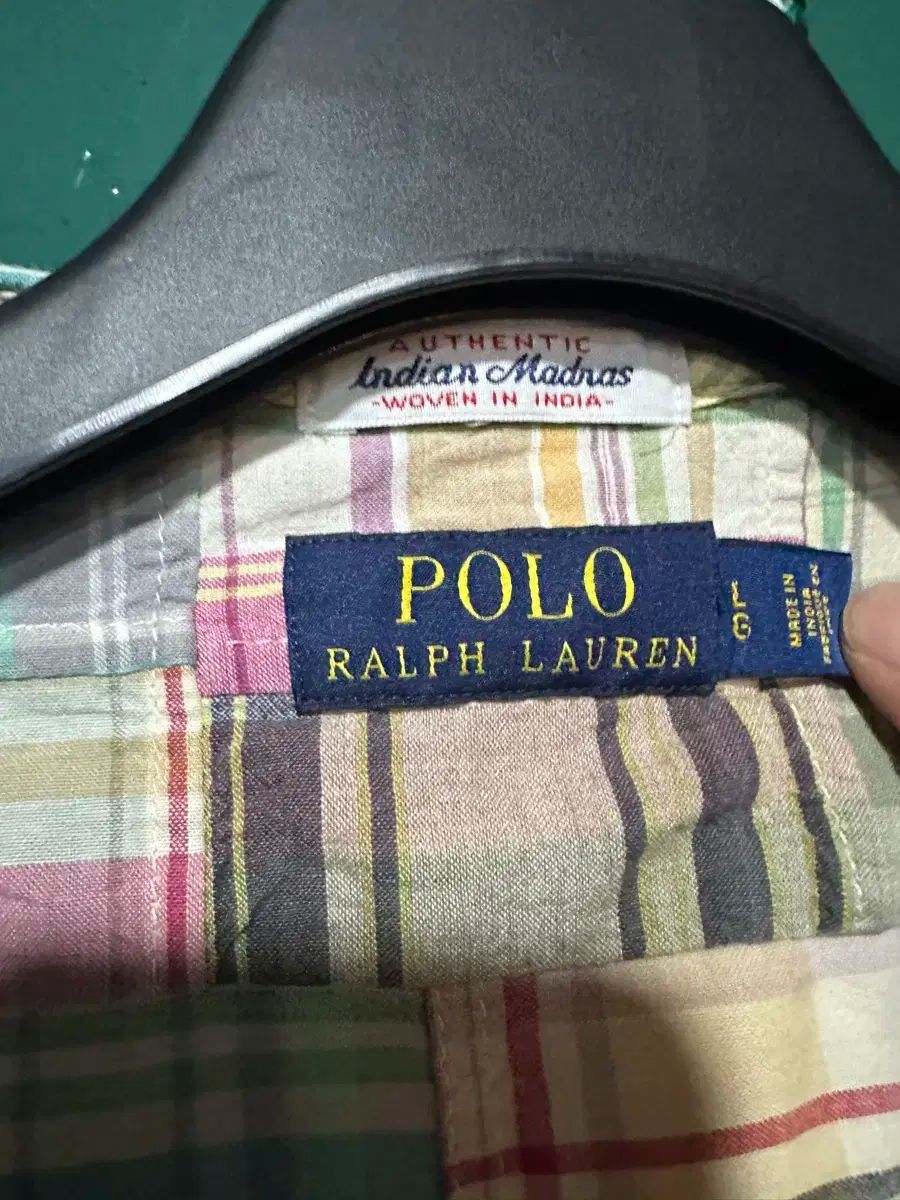 AUTHENTIC
Indian Madras
-WOVEN IN INDIA-
POLO
RALPH LAUREN
MADE IN
INDIA